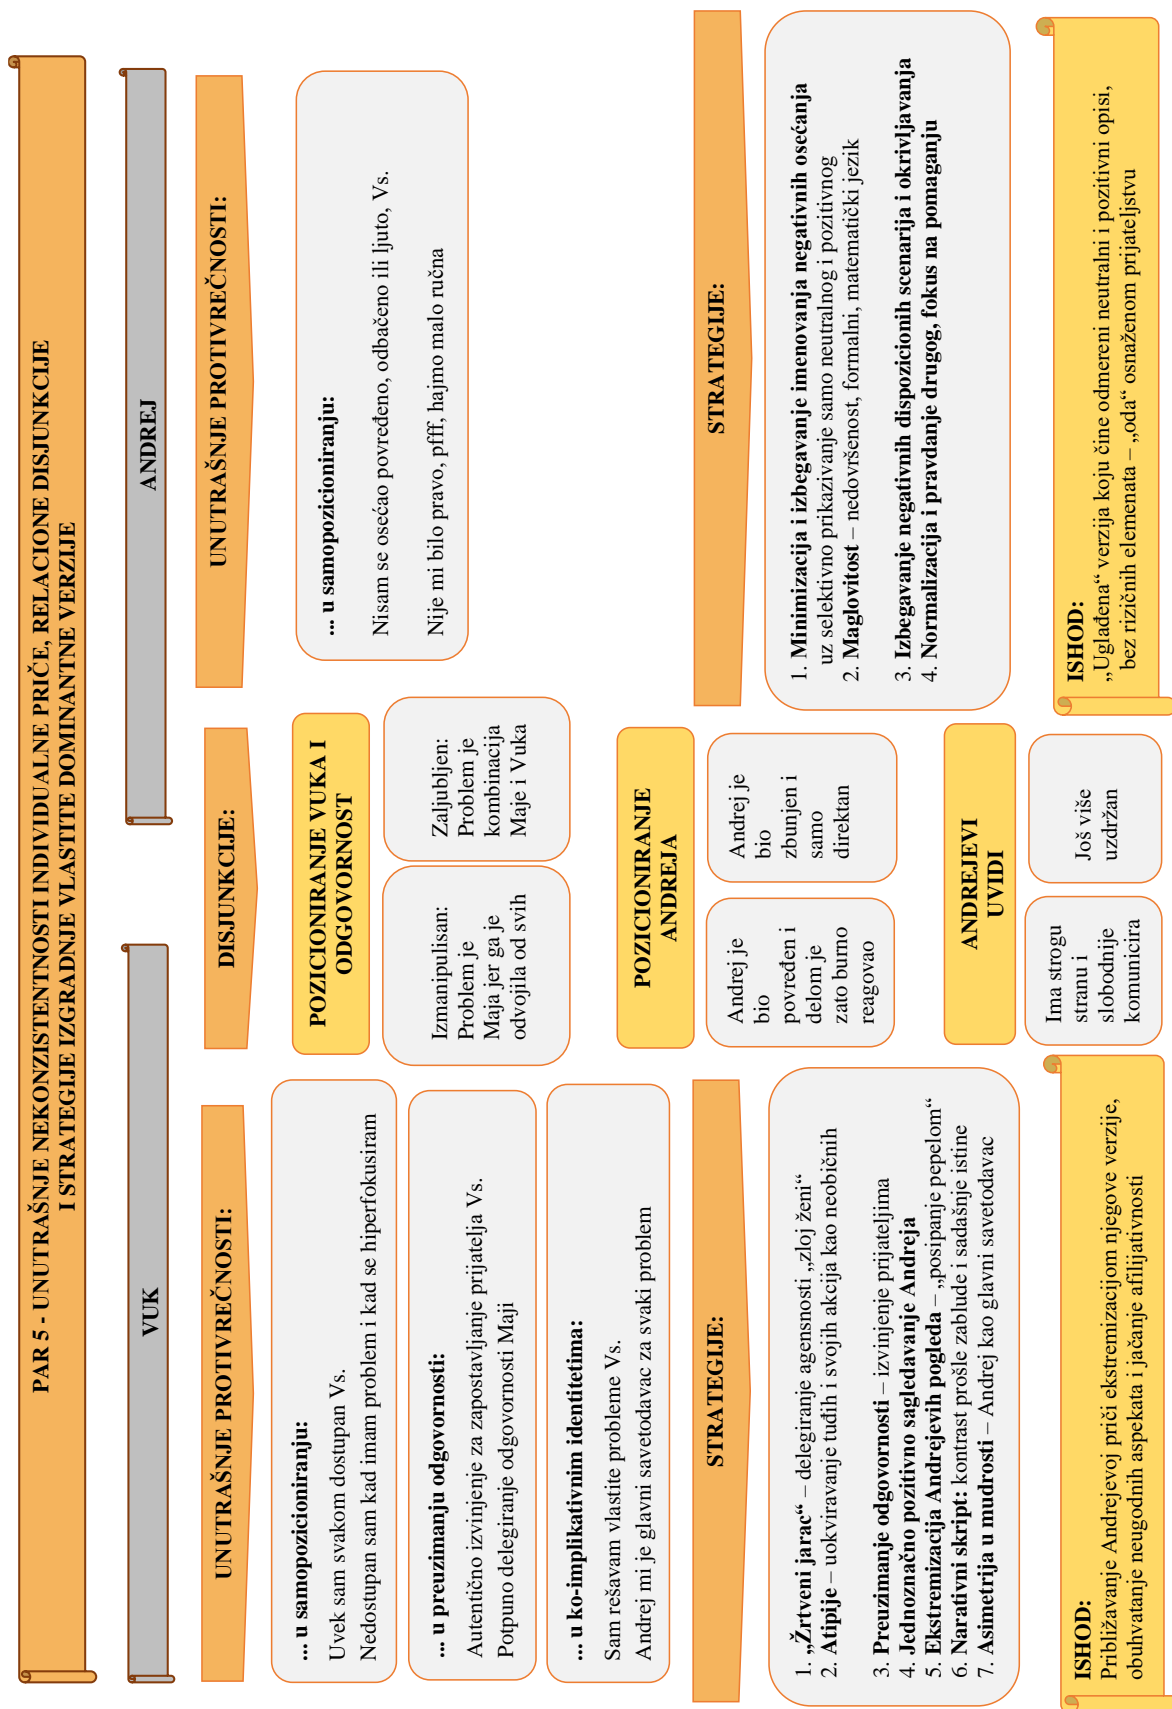 PAR 5 - UNUTRAŠNJE NEKONZISTENTNOSTI INDIVIDUALNE PRIČE, RELACIONE DISJUNKCIJE
I STRATEGIJE IZGRADNJE VLASTITE DOMINANTNE VERZIJE
VUK
UNUTRAŠNJE PROTIVREČNOSTI:
... u samopozicioniranju:
Uvek sam svakom dostupan Vs.
Nedostupan sam kad imam problem i kad se hiperfokusiram
... u preuzimanju odgovornosti:
Autentično izvinjenje za zapostavljanje prijatelja Vs.
Potpuno delegiranje odgovornosti Maji
... u ko-implikativnim identitetima:
Sam rešavam vlastite probleme Vs.
Andrej mi je glavni savetodavac za svaki problem
STRATEGIJE:
1. „Žrtveni jarac“ – delegiranje agensnosti „zloj ženi“
2. Atipije – uokviravanje tuđih i svojih akcija kao neobičnih
3. Preuzimanje odgovornosti – izvinjenje prijateljima
4. Jednoznačno pozitivno sagledavanje Andreja
5. Ekstremizacija Andrejevih pogleda – „posipanje pepelom“
6. Narativni skript: kontrast prošle zablude i sadašnje istine
7. Asimetrija u mudrosti – Andrej kao glavni savetodavac
ISHOD:
Približavanje Andrejevoj priči ekstremizacijom njegove verzije,
obuhvatanje neugodnih aspekata i jačanje afilijativnosti
DISJUNKCIJE:
POZICIONIRANJE VUKA I
ODGOVORNOST
Izmanipulisan:
Problem je
Maja jer ga je
odvojila od svih
Zaljubljen:
Problem je
kombinacija
Maje i Vuka
POZICIONIRANJE
ANDREJA
Andrej je
bio
povređen i
delom je
zato burno
reagovao
Andrej je
bio
zbunjen i
samo
direktan
ANDREJEVI
UVIDI
Ima strogu
stranu i
slobodnije
komunicira
Još više
uzdržan
ANDREJ
UNUTRAŠNJE PROTIVREČNOSTI:
... u samopozicioniranju:
Nisam se osećao povređeno, odbačeno ili ljuto, Vs.
Nije mi bilo pravo, pfff, hajmo malo ručna
STRATEGIJE:
1. Minimizacija i izbegavanje imenovanja negativnih osećanja
uz selektivno prikazivanje samo neutralnog i pozitivnog
2. Maglovitost – nedovršenost, formalni, matematički jezik
3. Izbegavanje negativnih dispozicionih scenarija i okrivljavanja
4. Normalizacija i pravdanje drugog, fokus na pomaganju
ISHOD:
„Uglađena“ verzija koju čine odmereni neutralni i pozitivni opisi,
bez rizičnih elemenata – „oda“ osnaženom prijateljstvu